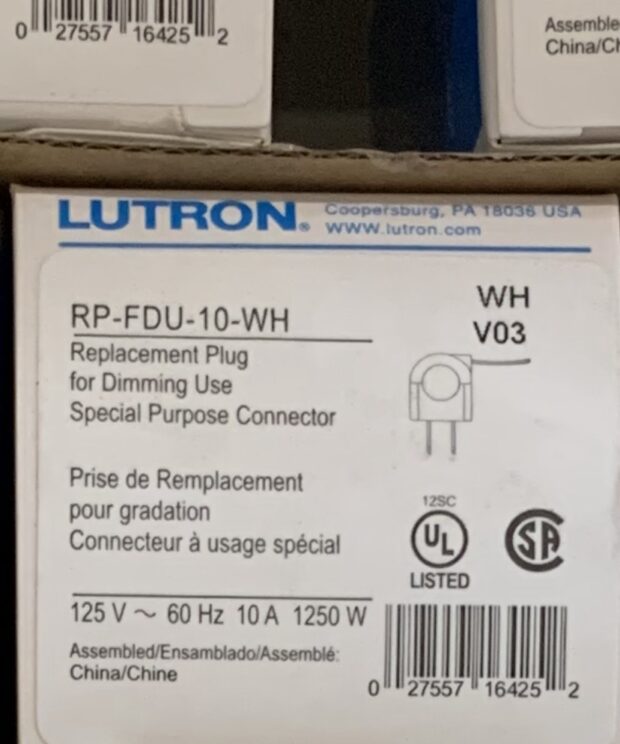 0 27557 16425 2
Assemble
China/Ch
LUTRON®
Coopersburg, PA 18036 USA
www.lutron.com
WH
V03
RP-FDU-10-WH
Replacement Plug
for Dimming Use
Special Purpose Connector
Prise de Remplacement
pour gradation
Connecteur à usage spécial
12SC
UL
LISTED
SA
125 V ~ 60 Hz 10 A 1250 W
Assembled/Ensamblado/Assemblé:
China/Chine
0 27557 16425 2